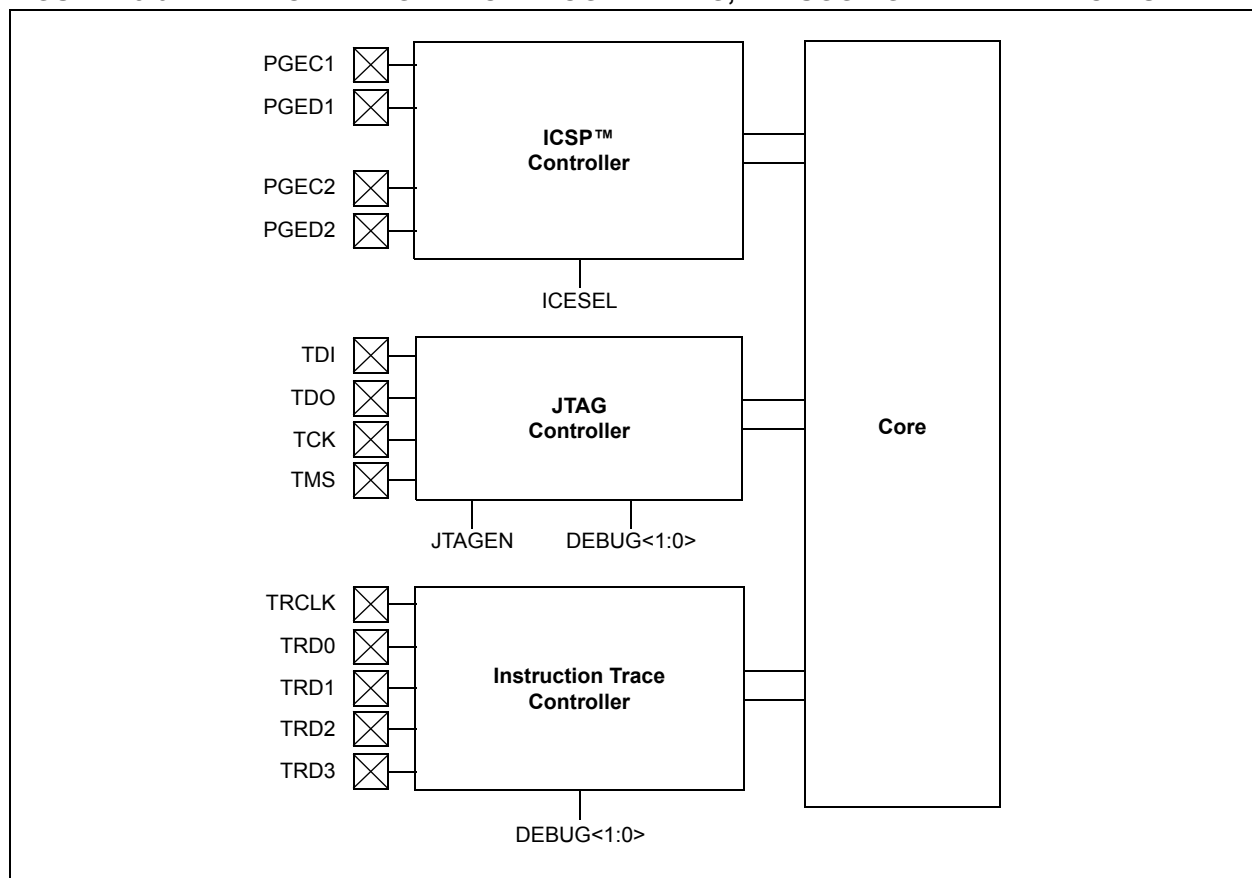 PGEC1
PGED1
PGEC2
PGED2
ICSP™
Controller
ICESEL
TDI
TDO
TCK
TMS
JTAG
Controller
JTAGEN DEBUG<1:0>
Core
TRCLK
TRD0
TRD1
TRD2
TRD3
Instruction Trace
Controller
DEBUG<1:0>